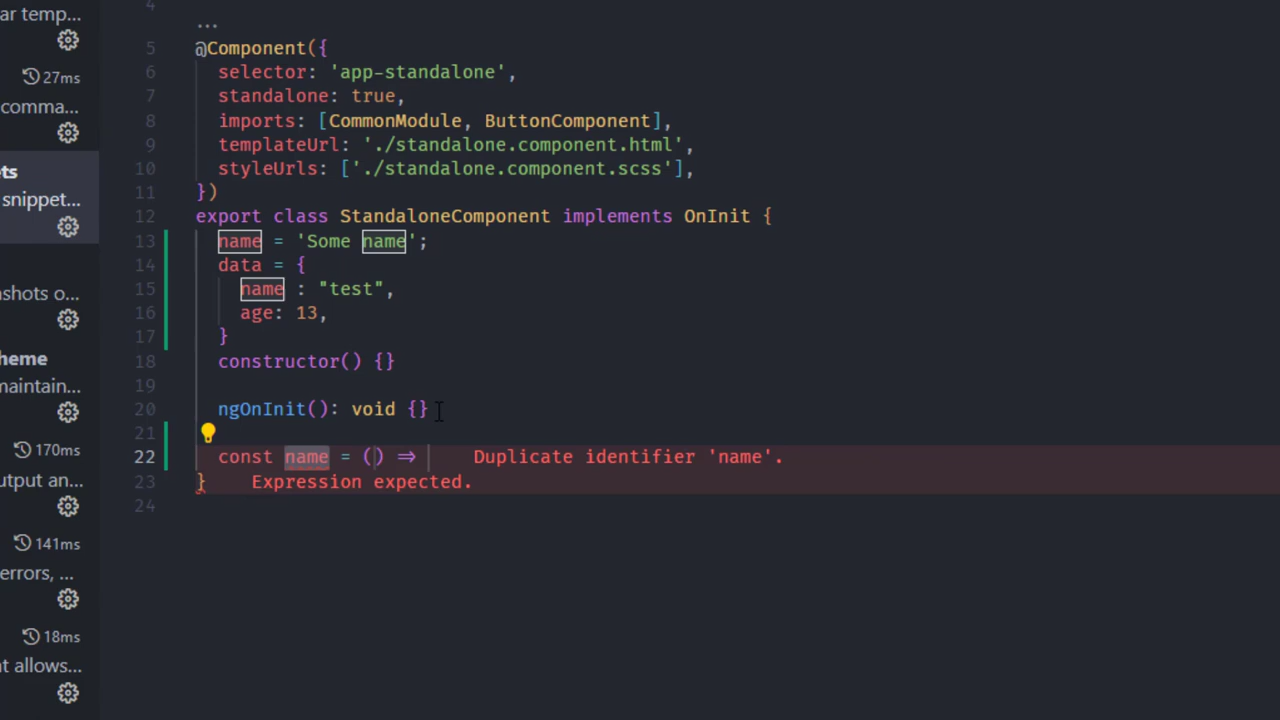 ar temp...
27ms
comma...
ets
snippet...
shots o...
heme
maintain...
170ms
utput an...
141ms
errors, ...
18ms
t allows...
4
...
5 @Component({
6 selector: 'app-standalone',
7 standalone: true,
8 imports: [CommonModule, ButtonComponent],
9 templateUrl: './standalone.component.html',
10 styleUrls: ['./standalone.component.scss'],
11 })
12 export class StandaloneComponent implements OnInit {
13 name = 'Some name';
14 data = {
15 name : "test",
16 age: 13,
17 }
18 constructor() {}
19
20 ngOnInit(): void {}
21
22 const name = () => Duplicate identifier 'name'.
23 } Expression expected.
24